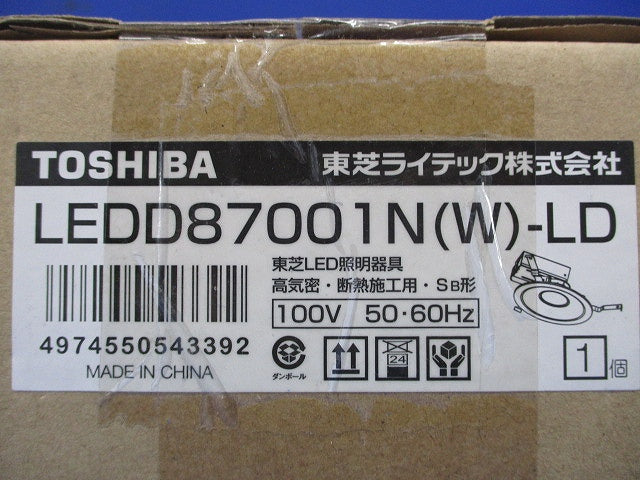 TOSHIBA 東芝ライテック株式会社
LEDD87001N(W)-LD
東芝LED照明器具
高気密・断熱施工用・SB形
100V 50・60Hz
4974550543392
MADE IN CHINA
ダンボール
24
1個